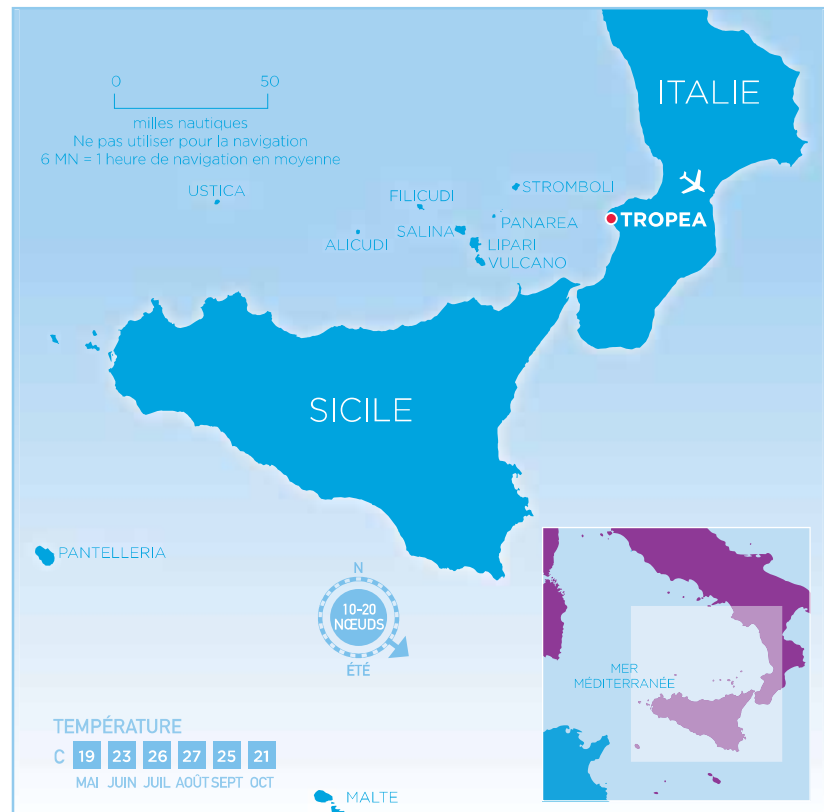 0 50
milles nautiques
Ne pas utiliser pour la navigation
6 MN = 1 heure de navigation en moyenne
ITALIE
USTICA
FILICUDI
STROMBOLI
ALICUDI
SALINA
PANAREA
TROPEA
LIPARI
VULCANO
SICILE
PANTELLERIA
N
10-20
NŒUDS
ÉTÉ
MER
MÉDITERRANÉE
TEMPÉRATURE
C 19 23 26 27 25 21
MAI JUIN JUIL AOÛT SEPT OCT
MALTE